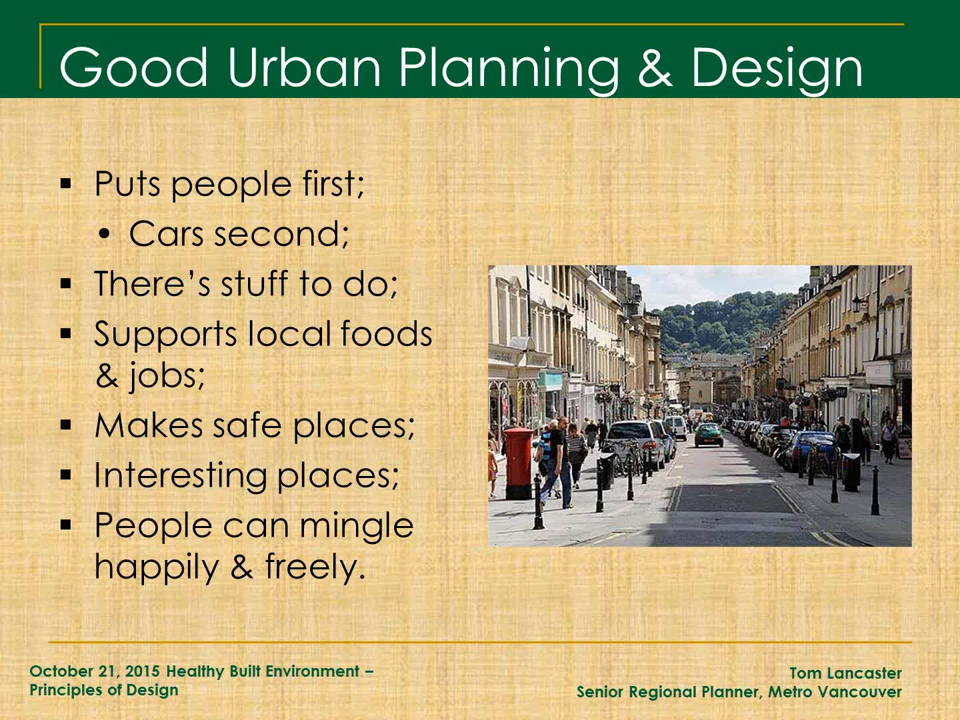 Good Urban Planning & Design
▪ Puts people first;
• Cars second;
▪ There’s stuff to do;
▪ Supports local foods
& jobs;
▪ Makes safe places;
▪ Interesting places;
▪ People can mingle
happily & freely.
October 21, 2015 Healthy Built Environment –
Principles of Design
Tom Lancaster
Senior Regional Planner, Metro Vancouver